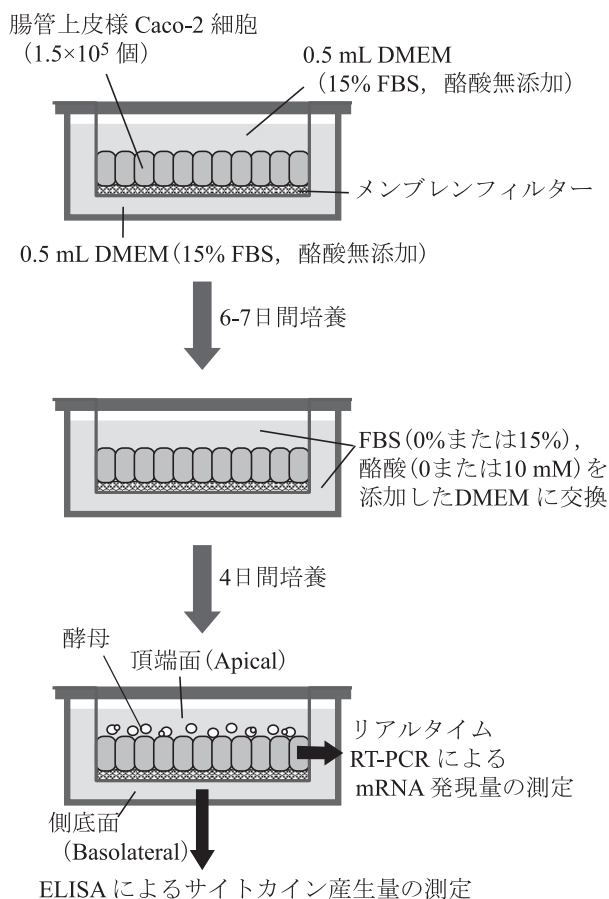 腸管上皮様 Caco-2 細胞
(1.5×10⁵ 個)
0.5 mL DMEM
(15% FBS，酪酸無添加)
メンブレンフィルター
0.5 mL DMEM(15% FBS，酪酸無添加)
6-7日間培養
FBS(0%または15%)，
酪酸(0または10 mM)を
添加したDMEM に交換
4日間培養
酵母
頂端面(Apical)
リアルタイム
RT-PCR による
mRNA 発現量の測定
側底面
(Basolateral)
ELISA によるサイトカイン産生量の測定